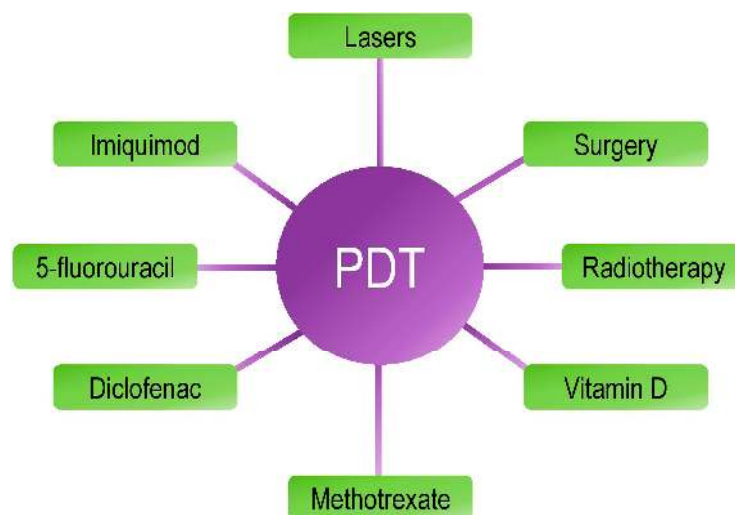 Lasers
Imiquimod
Surgery
5-fluorouracil
PDT
Radiotherapy
Diclofenac
Vitamin D
Methotrexate